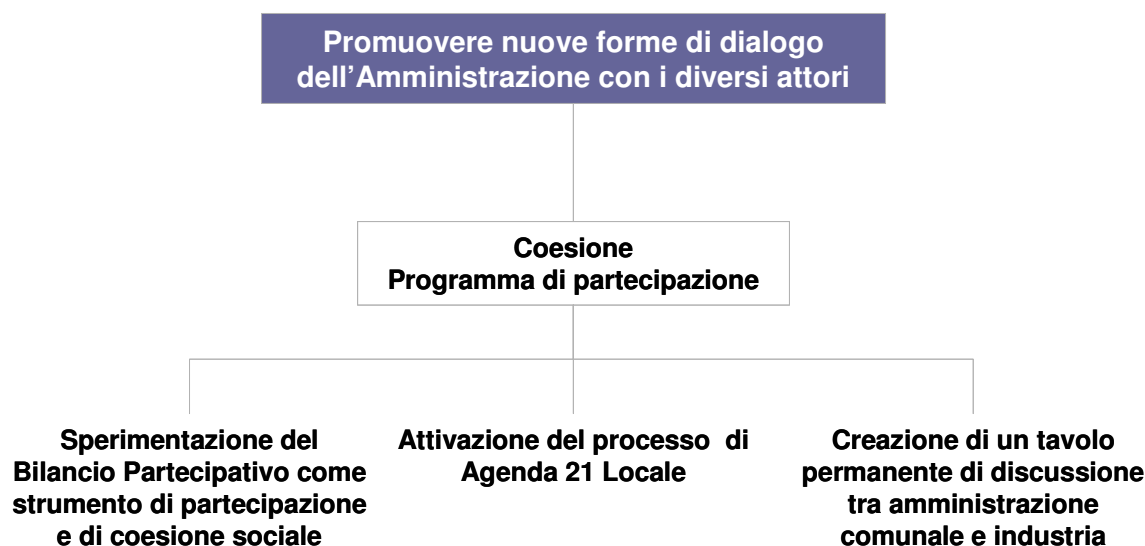 Promuovere nuove forme di dialogo
dell’Amministrazione con i diversi attori
Coesione
Programma di partecipazione
Sperimentazione del
Bilancio Partecipativo come
strumento di partecipazione
e di coesione sociale
Attivazione del processo di
Agenda 21 Locale
Creazione di un tavolo
permanente di discussione
tra amministrazione
comunale e industria